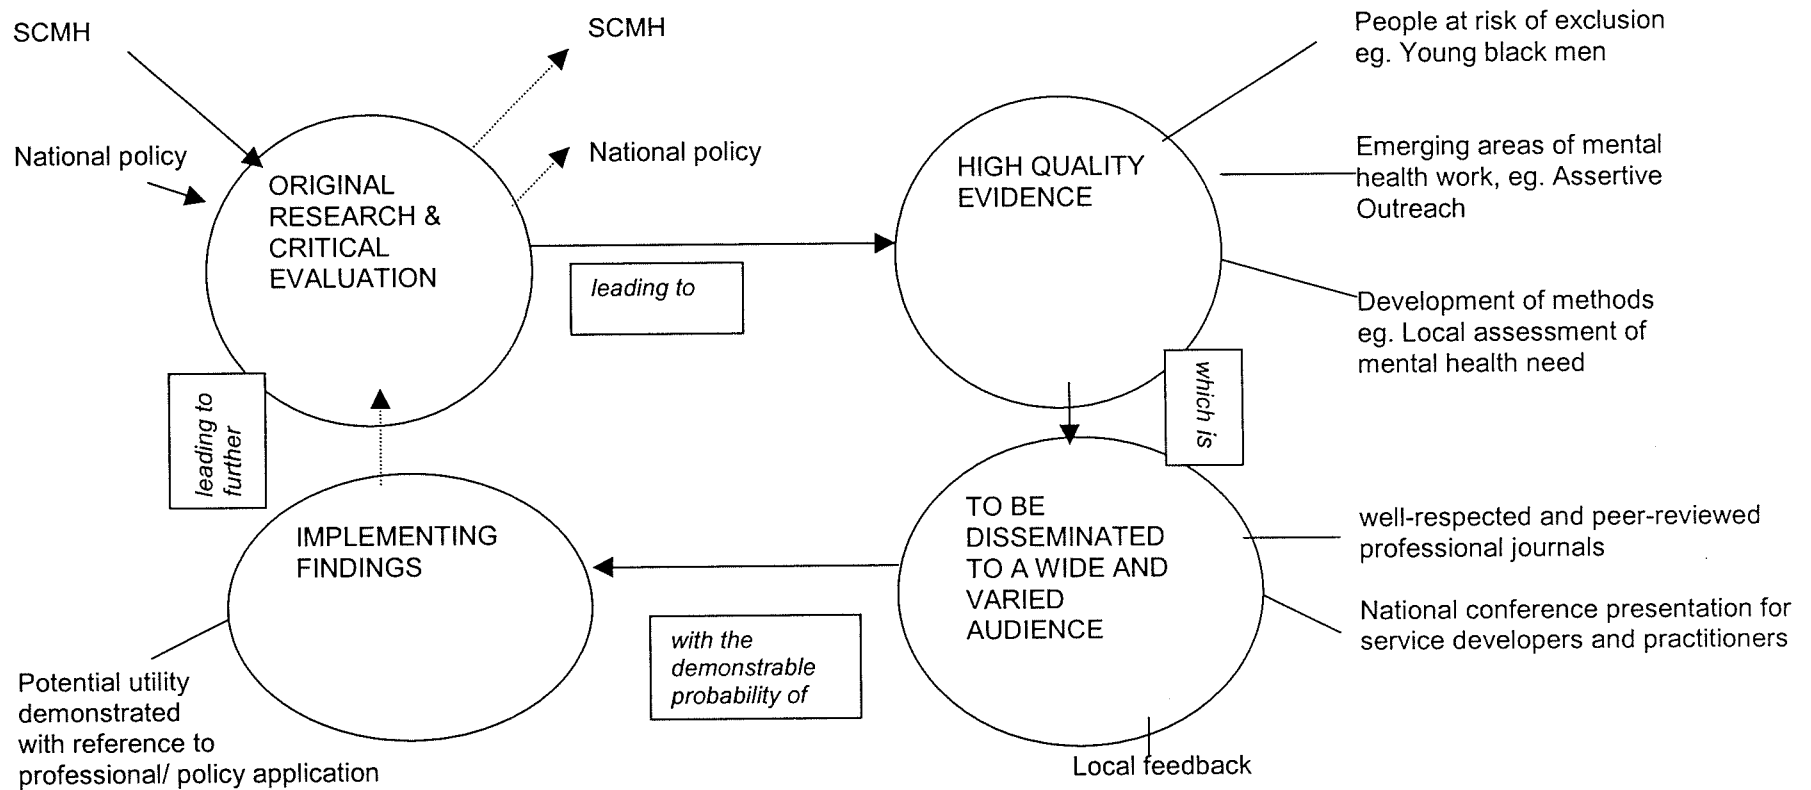 SCMH
National policy
ORIGINAL
RESEARCH &
CRITICAL
EVALUATION
SCMH
National policy
leading to
HIGH QUALITY
EVIDENCE
People at risk of exclusion
eg. Young black men
Emerging areas of mental
health work, eg. Assertive
Outreach
Development of methods
eg. Local assessment of
mental health need
which is
TO BE
DISSEMINATED
TO A WIDE AND
VARIED
AUDIENCE
well-respected and peer-reviewed
professional journals
National conference presentation for
service developers and practitioners
Local feedback
with the
demonstrable
probability of
IMPLEMENTING
FINDINGS
Potential utility
demonstrated
with reference to
professional/ policy application
leading to
further